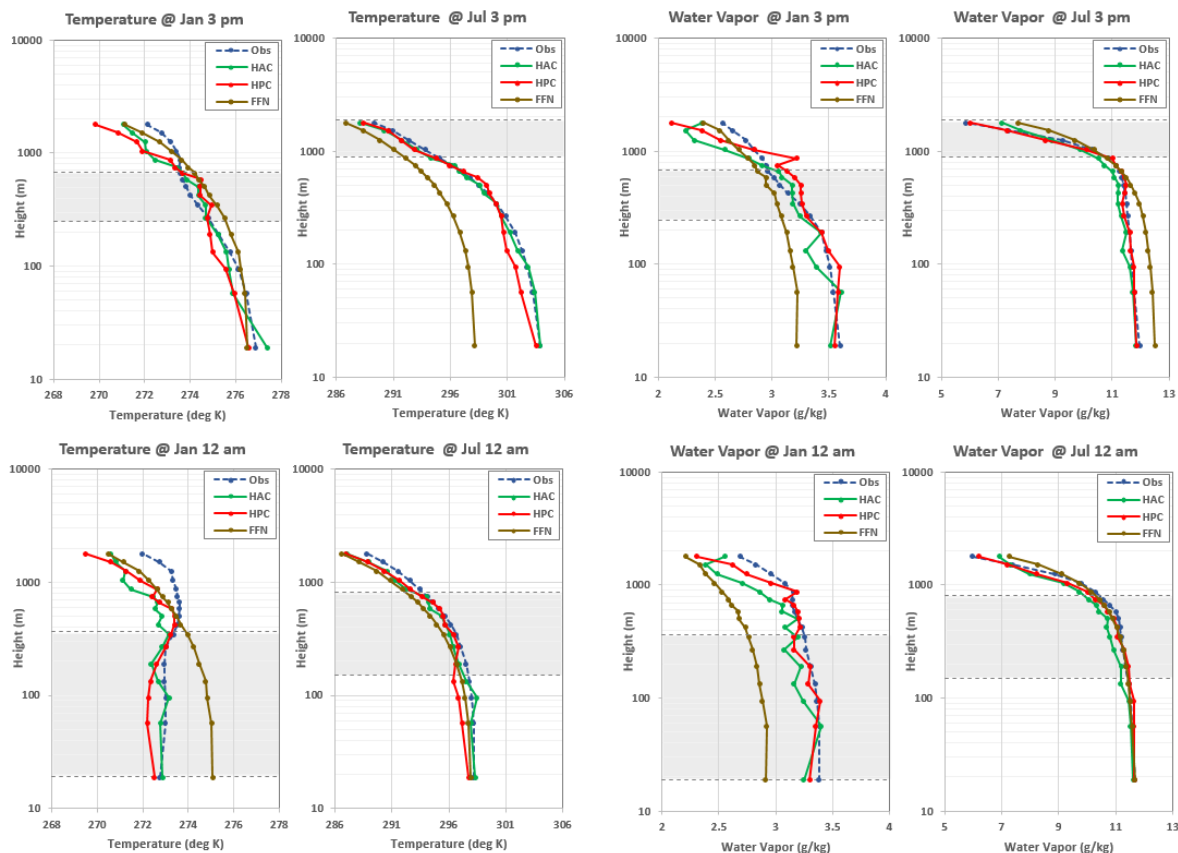 Temperature @ Jan 3 pm
10000
1000
100
10
Height (m)
Obs
HAC
HPC
FFN
268 270 272 274 276 278
Temperature (deg K)
Temperature @ Jul 3 pm
10000
1000
100
10
Height (m)
Obs
HAC
HPC
FFN
286 291 296 301 306
Temperature (deg K)
Water Vapor @ Jan 3 pm
10000
1000
100
10
Height (m)
Obs
HAC
HPC
FFN
2 2.5 3 3.5 4
Water Vapor (g/kg)
Water Vapor @ Jul 3 pm
10000
1000
100
10
Height (m)
Obs
HAC
HPC
FFN
5 7 9 11 13
Water Vapor (g/kg)
Temperature @ Jan 12 am
10000
1000
100
10
Height (m)
Obs
HAC
HPC
FFN
268 270 272 274 276 278
Temperature (deg K)
Temperature @ Jul 12 am
10000
1000
100
10
Height (m)
Obs
HAC
HPC
FFN
286 291 296 301 306
Temperature (deg K)
Water Vapor @ Jan 12 am
10000
1000
100
10
Height (m)
Obs
HAC
HPC
FFN
2 2.5 3 3.5 4
Water Vapor (g/kg)
Water Vapor @ Jul 12 am
10000
1000
100
10
Height (m)
Obs
HAC
HPC
FFN
5 7 9 11 13
Water Vapor (g/kg)